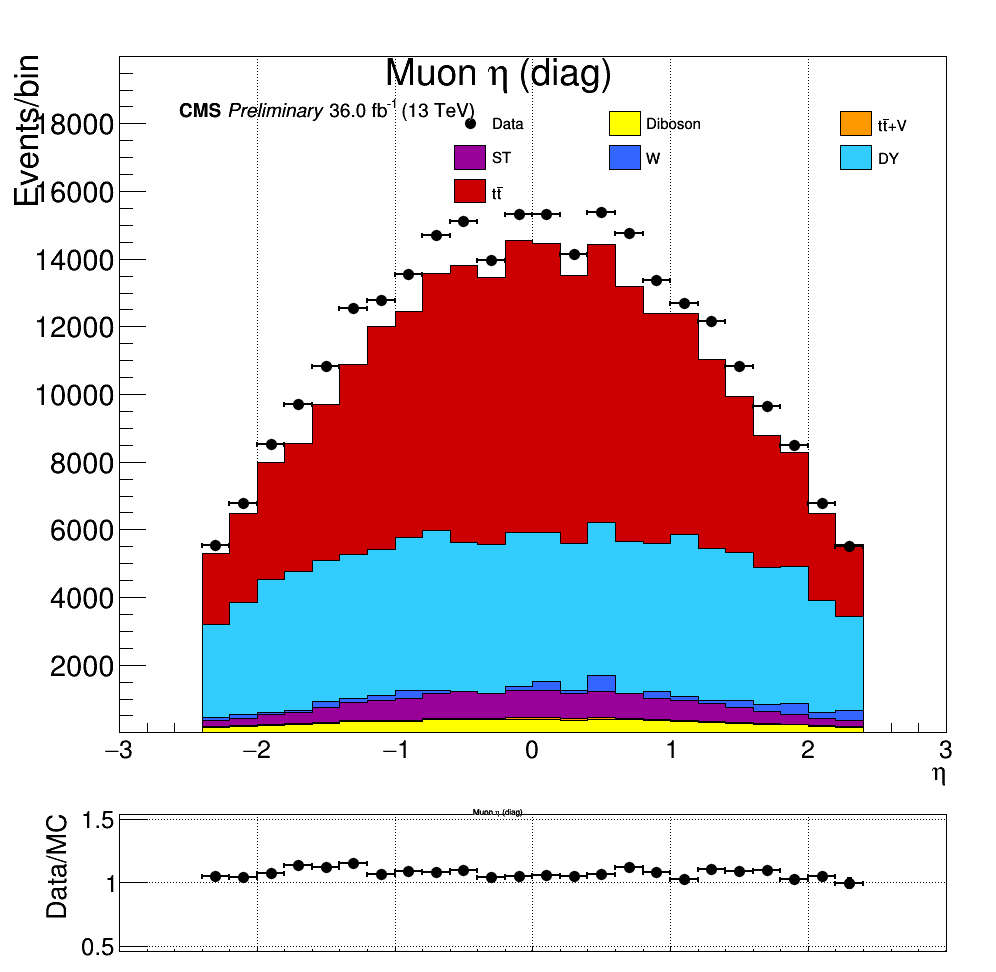 Muon η (diag)
CMS Preliminary 36.0 fb⁻¹ (13 TeV)
Events/bin
Data
Diboson
tt̄+V
ST
W
DY
tt̄
18000
16000
14000
12000
10000
8000
6000
4000
2000
−3 −2 −1 0 1 2 3
η
Muon η (diag)
Data/MC
1.5
1
0.5